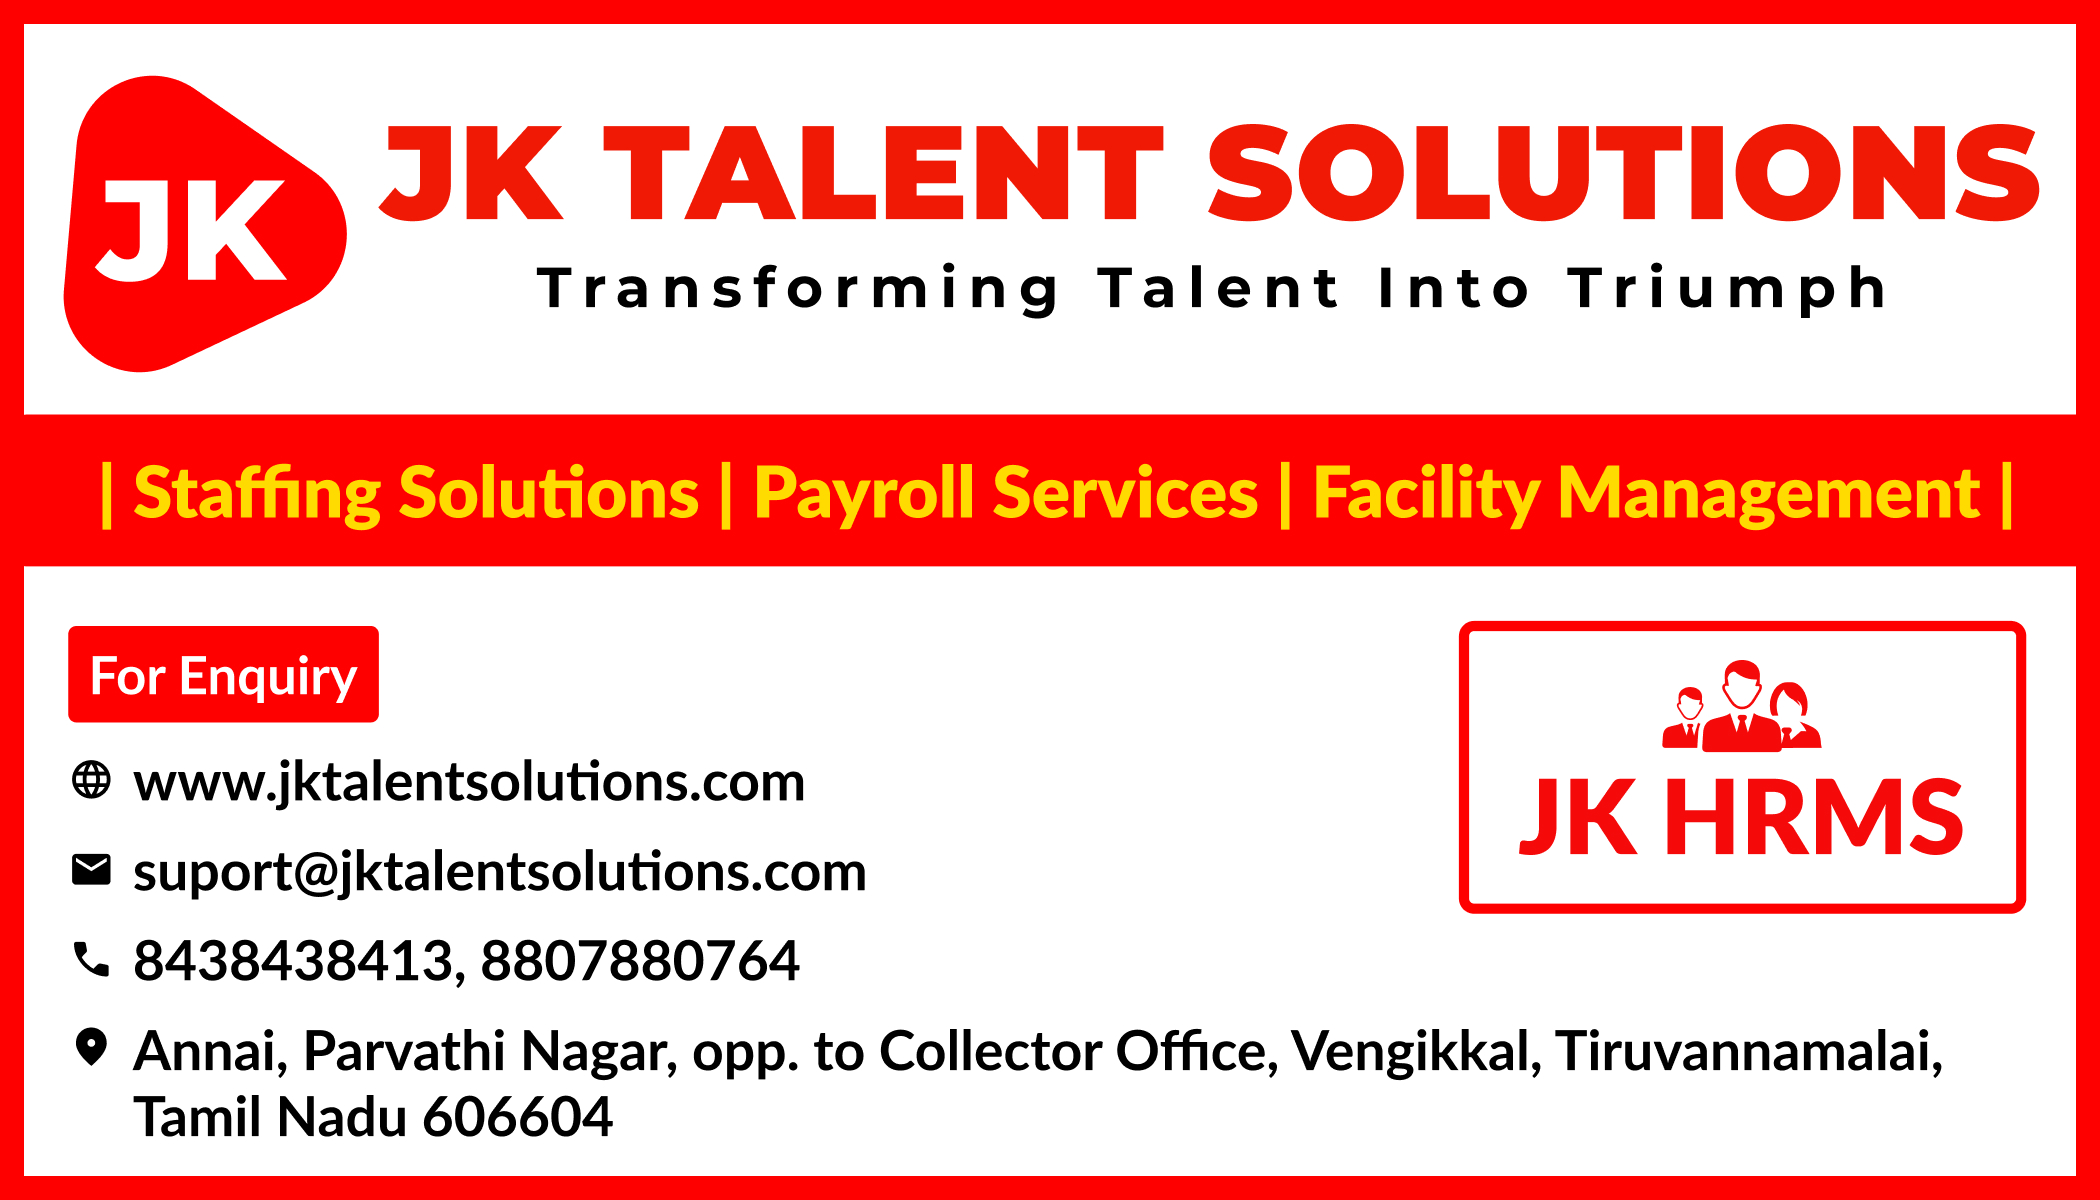 JK
JK TALENT SOLUTIONS
Transforming Talent Into Triumph
| Staffing Solutions | Payroll Services | Facility Management |
For Enquiry
www.jktalentsolutions.com
suport@jktalentsolutions.com
8438438413, 8807880764
Annai, Parvathi Nagar, opp. to Collector Office, Vengikkal, Tiruvannamalai,
Tamil Nadu 606604
JK HRMS